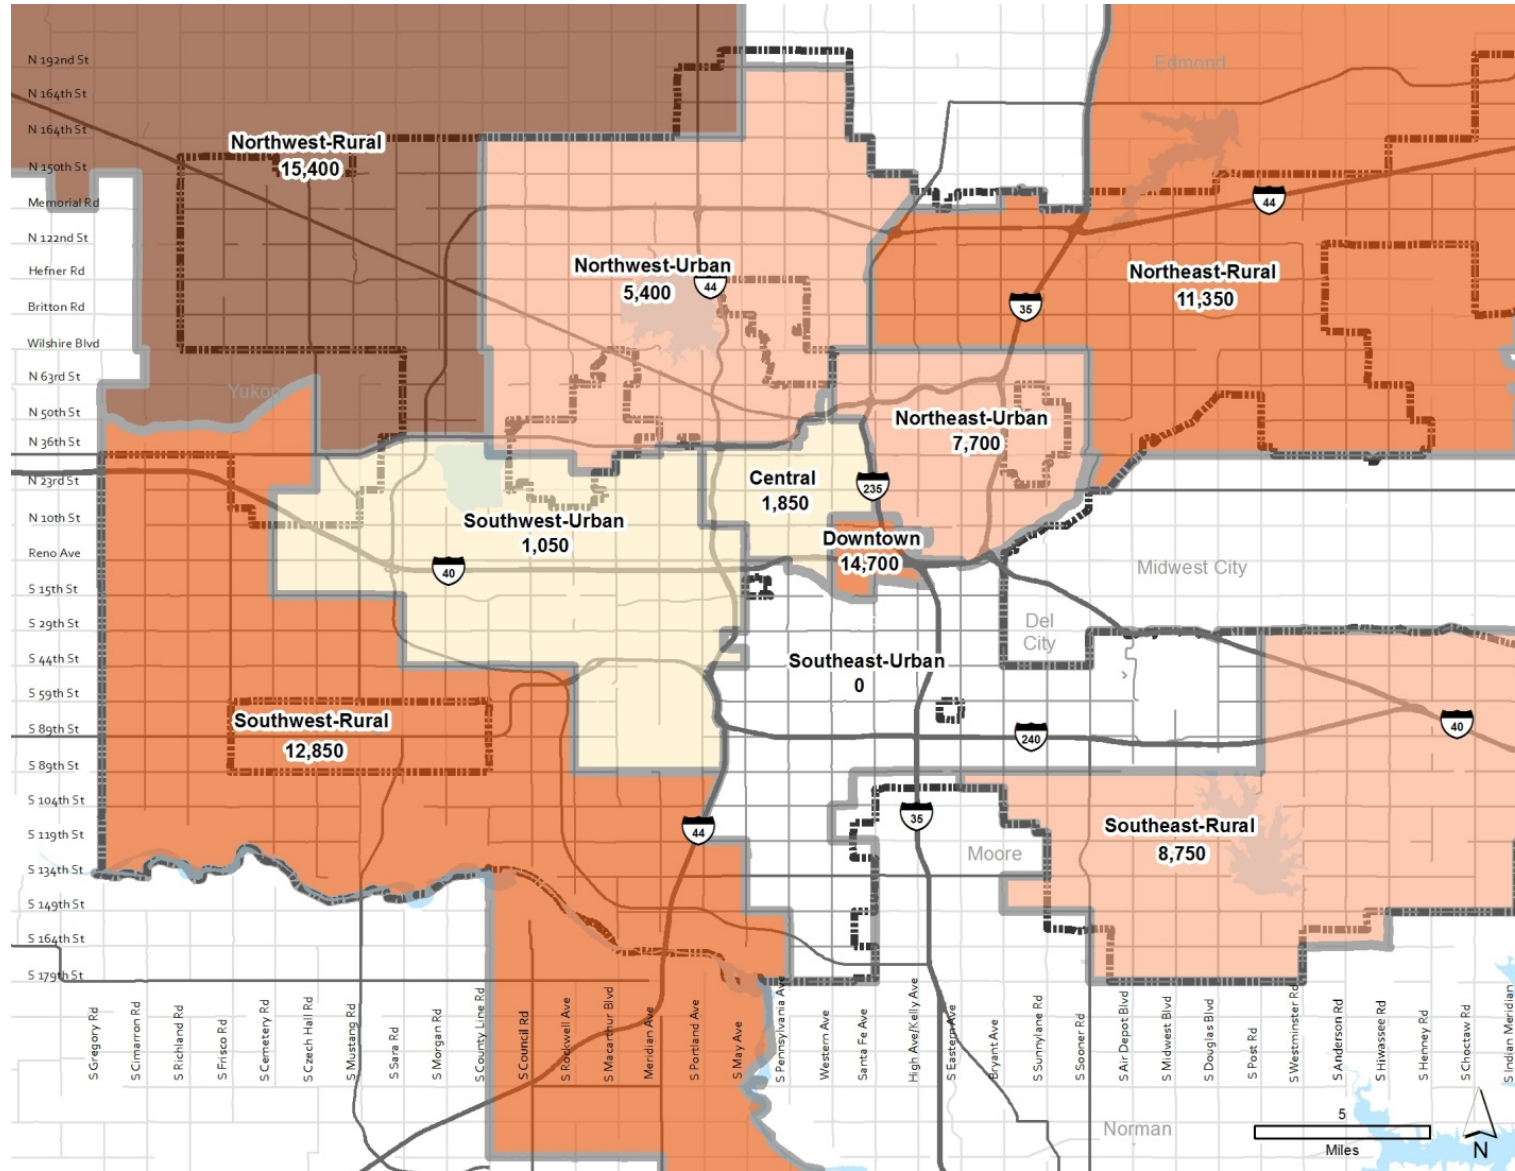 N 192nd St
N 164th St
N 164th St
N 150th St
Memorial Rd
N 122nd St
Hefner Rd
Britton Rd
Wilshire Blvd
N 63rd St
N 50th St
N 36th St
N 23rd St
N 10th St
Reno Ave
S 15th St
S 29th St
S 44th St
S 59th St
S 89th St
S 89th St
S 104th St
S 119th St
S 134th St
S 149th St
S 164th St
S 179th St
Edmond
Northwest-Rural
15,400
44
Northwest-Urban
5,400
44
Northeast-Rural
11,350
35
Yukon
Northeast-Urban
7,700
Central
1,850
235
Southwest-Urban
1,050
Downtown
14,700
40
Midwest City
Del
City
Southeast-Urban
0
Southwest-Rural
12,850
240
40
44
35
Southeast-Rural
8,750
Moore
S Gregory Rd
S Cimarron Rd
S Richland Rd
S Frisco Rd
S Cemetery Rd
S Czech Hall Rd
S Mustang Rd
S Sara Rd
S Morgan Rd
S County Line Rd
S Council Rd
S Rockwell Ave
S Macarthur Blvd
Meridian Ave
S Portland Ave
S May Ave
S Pennsylvania Ave
Western Ave
Santa Fe Ave
High Ave/Kelly Ave
S Eastern Ave
Bryant Ave
S Sunnylane Rd
S Sooner Rd
S Air Depot Blvd
S Midwest Blvd
S Douglas Blvd
S Post Rd
S Westminster Rd
S Anderson Rd
S Hiwassee Rd
S Henney Rd
S Choctaw Rd
S Indian Meridian
Norman
5
Miles
N